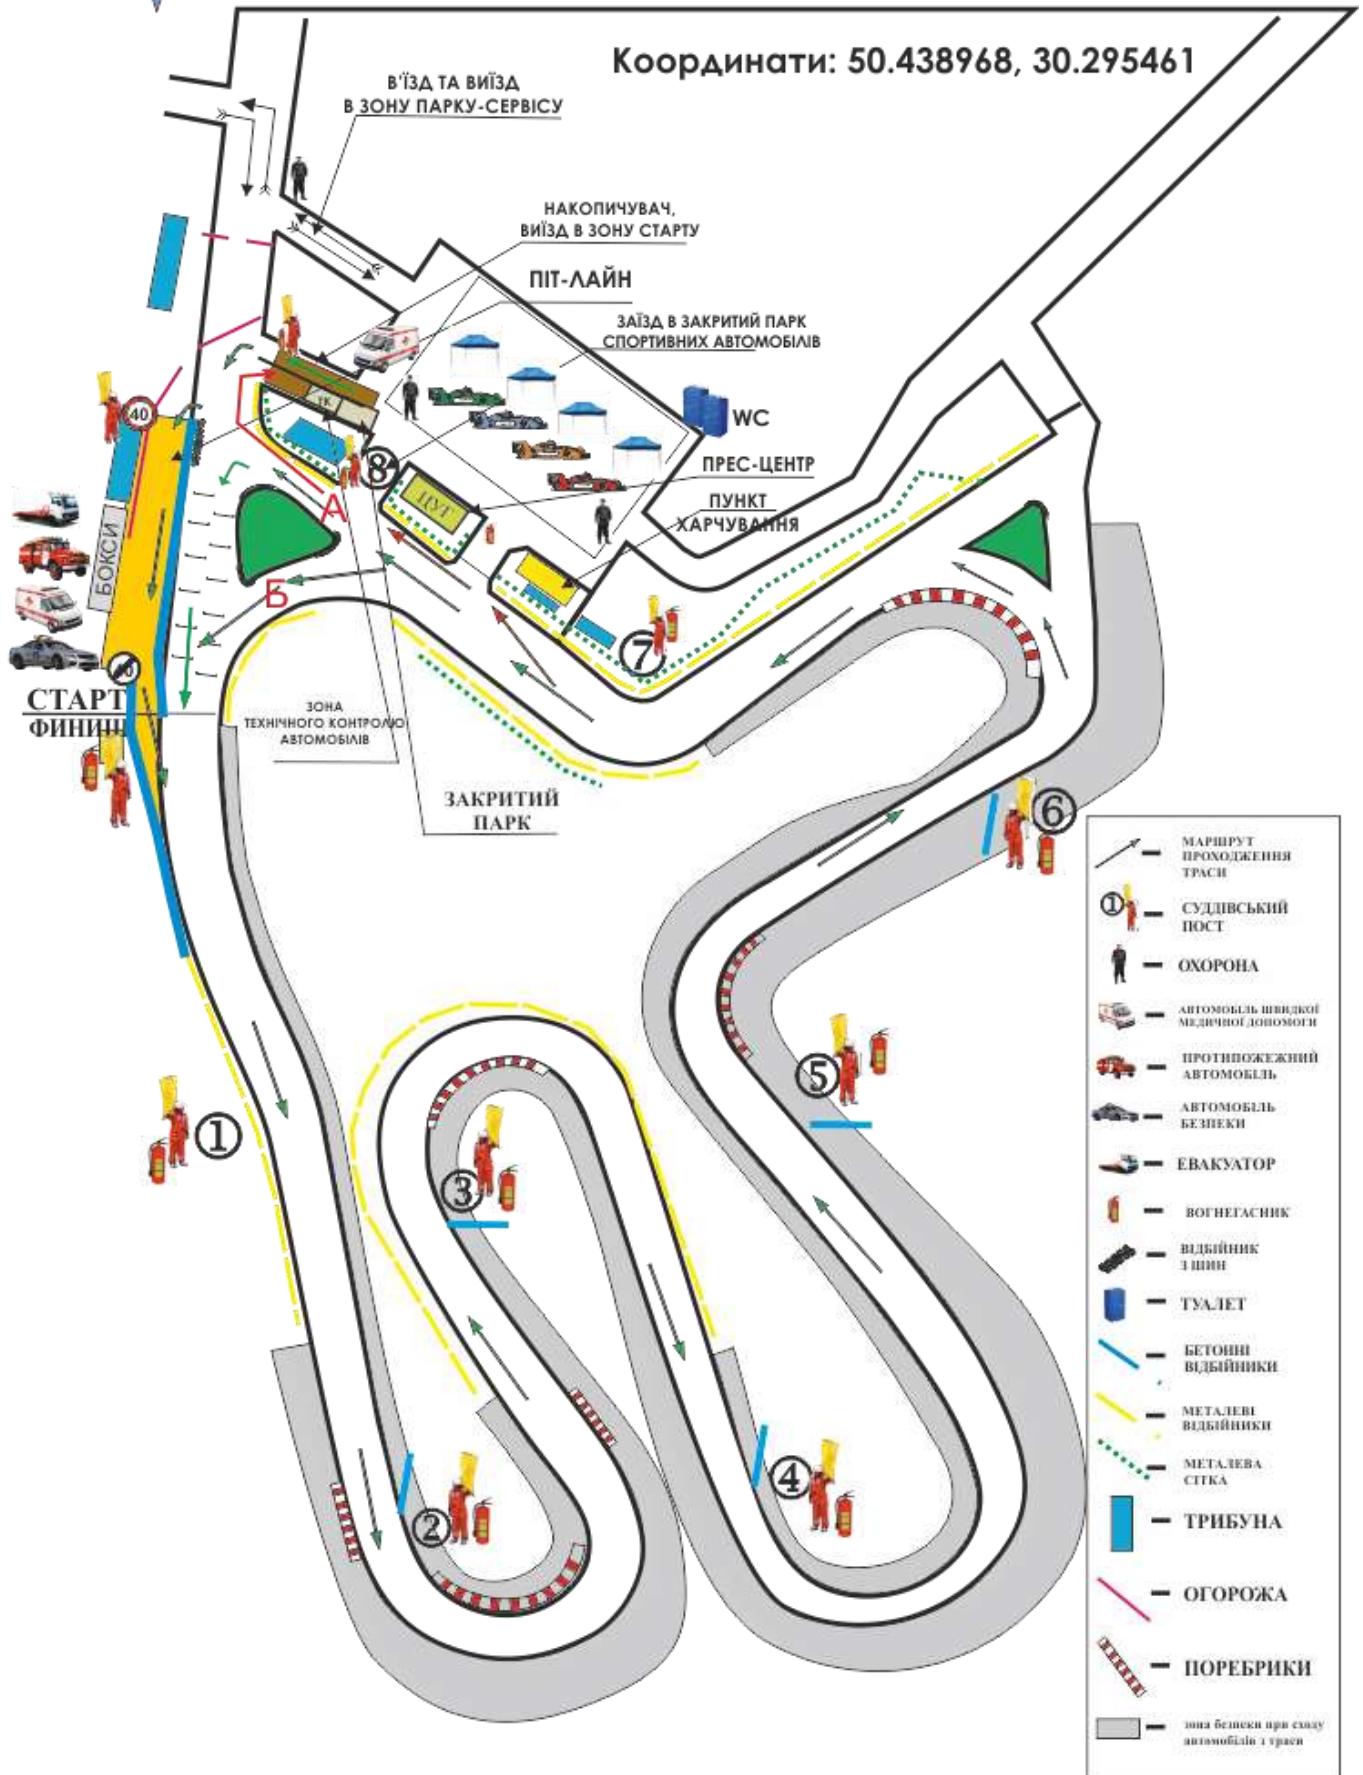 Координати: 50.438968, 30.295461
В'ЇЗД ТА ВИЇЗД
В ЗОНУ ПАРКУ-СЕРВІСУ
НАКОПИЧУВАЧ,
ВИЇЗД В ЗОНУ СТАРТУ
ПІТ-ЛАЙН
ЗАЇЗД В ЗАКРИТИЙ ПАРК
СПОРТИВНИХ АВТОМОБІЛІВ
WC
40
ТК
8
ПРЕС-ЦЕНТР
ЦУТ
ПУНКТ
ХАРЧУВАННЯ
А
БОКСИ
Б
7
СТАРТ
ФИНИШ
ЗОНА
ТЕХНІЧНОГО КОНТРОЛЮ
АВТОМОБІЛІВ
ЗАКРИТИЙ
ПАРК
6
5
1
3
4
2
МАРШРУТ
ПРОХОДЖЕННЯ
ТРАСИ
1
СУДДІВСЬКИЙ
ПОСТ
ОХОРОНА
АВТОМОБІЛЬ ШВИДКОЇ
МЕДИЧНОЇ ДОПОМОГИ
ПРОТИПОЖЕЖНИЙ
АВТОМОБІЛЬ
АВТОМОБІЛЬ
БЕЗПЕКИ
ЕВАКУАТОР
ВОГНЕГАСНИК
ВІДБІЙНИК
З ШИН
ТУАЛЕТ
БЕТОННІ
ВІДБІЙНИКИ
МЕТАЛЕВІ
ВІДБІЙНИКИ
МЕТАЛЕВА
СІТКА
ТРИБУНА
ОГОРОЖА
ПОРЕБРИКИ
зона безпеки при сходу
автомобілів з траси